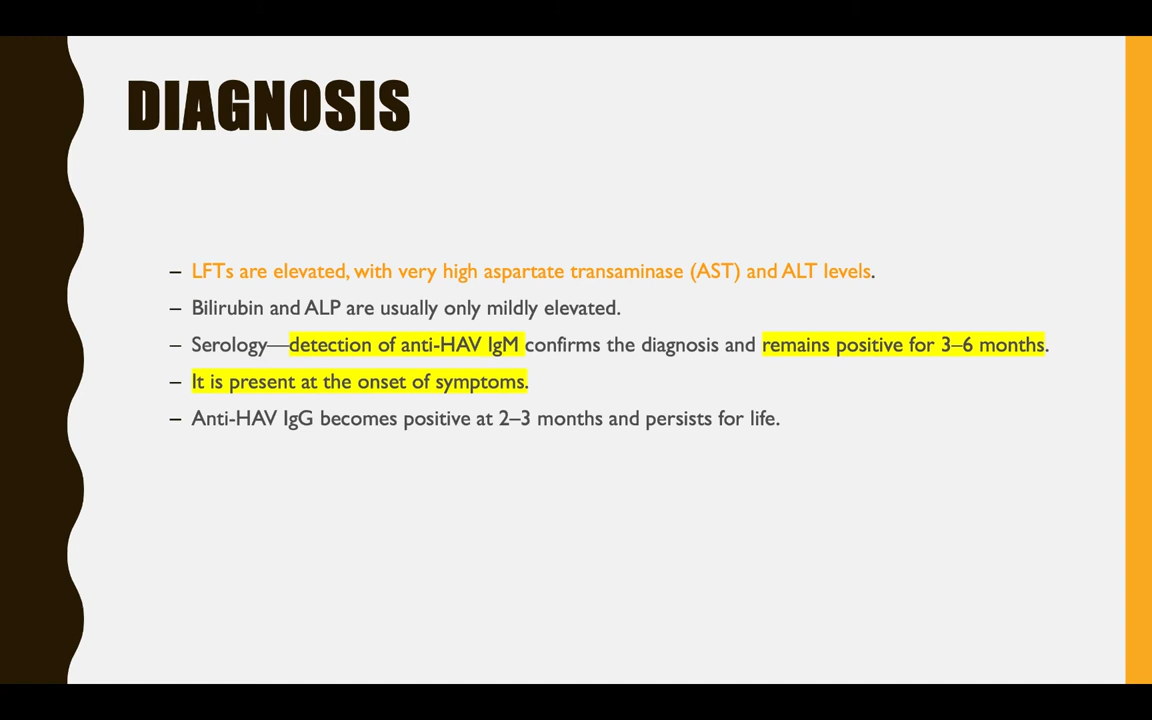 DIAGNOSIS
– LFTs are elevated, with very high aspartate transaminase (AST) and ALT levels.
– Bilirubin and ALP are usually only mildly elevated.
– Serology—detection of anti-HAV IgM confirms the diagnosis and remains positive for 3–6 months.
– It is present at the onset of symptoms.
– Anti-HAV IgG becomes positive at 2–3 months and persists for life.